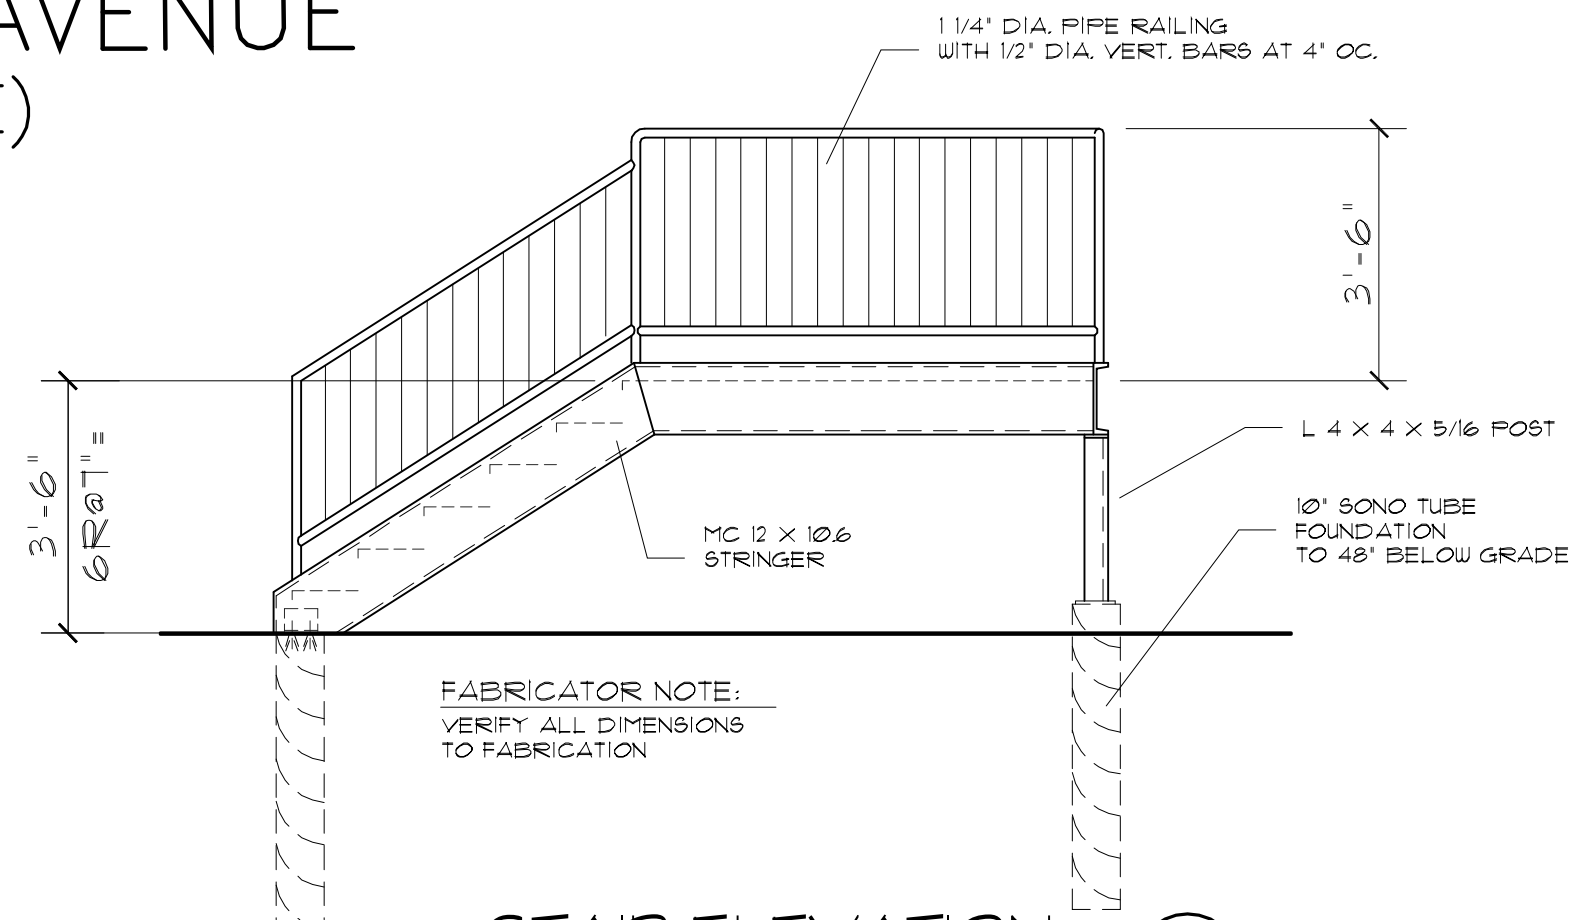 AVENUE
1 1/4" DIA. PIPE RAILING
WITH 1/2" DIA. VERT. BARS AT 4" OC.
3'-6"
3'-6"
6R@7"=
L 4 X 4 X 5/16 POST
10" SONO TUBE
FOUNDATION
TO 48" BELOW GRADE
MC 12 X 10.6
STRINGER
FABRICATOR NOTE:
VERIFY ALL DIMENSIONS
TO FABRICATION
STAIR ELEVATION